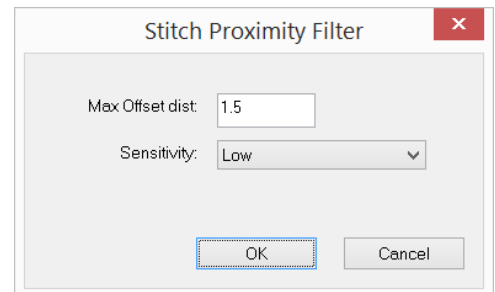 Stitch Proximity Filter
Max Offset dist: 1.5
Sensitivity: Low
OK Cancel